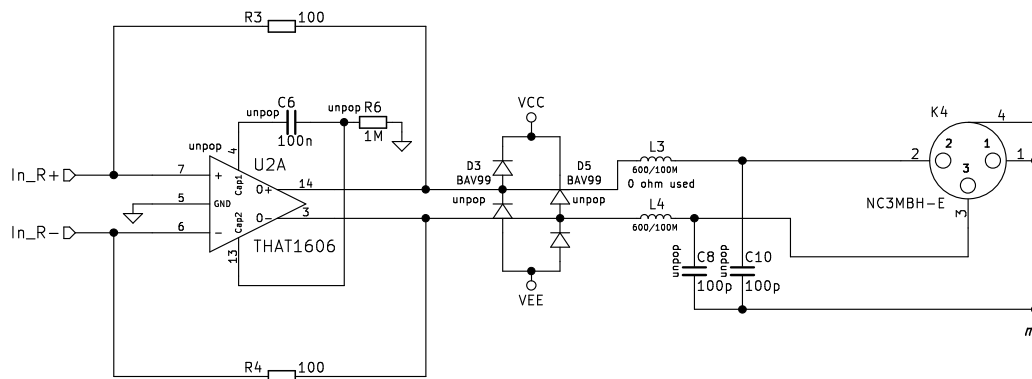 R3 100
unpop C6
100n
unpop R6
1M
VCC
K4
4
2 1
3
1
2
L3
600/100M
0 ohm used
unpop
4
U2A
D3
BAV99
unpop
D5
BAV99
unpop
In_R+
7
+
Cap1
O+
14
5
GND
L4
600/100M
NC3MBH-E
3
In_R-
6
-
Cap2
O-
3
THAT1606
13
unpop
C8
100p
unpop
C10
100p
VEE
R4 100